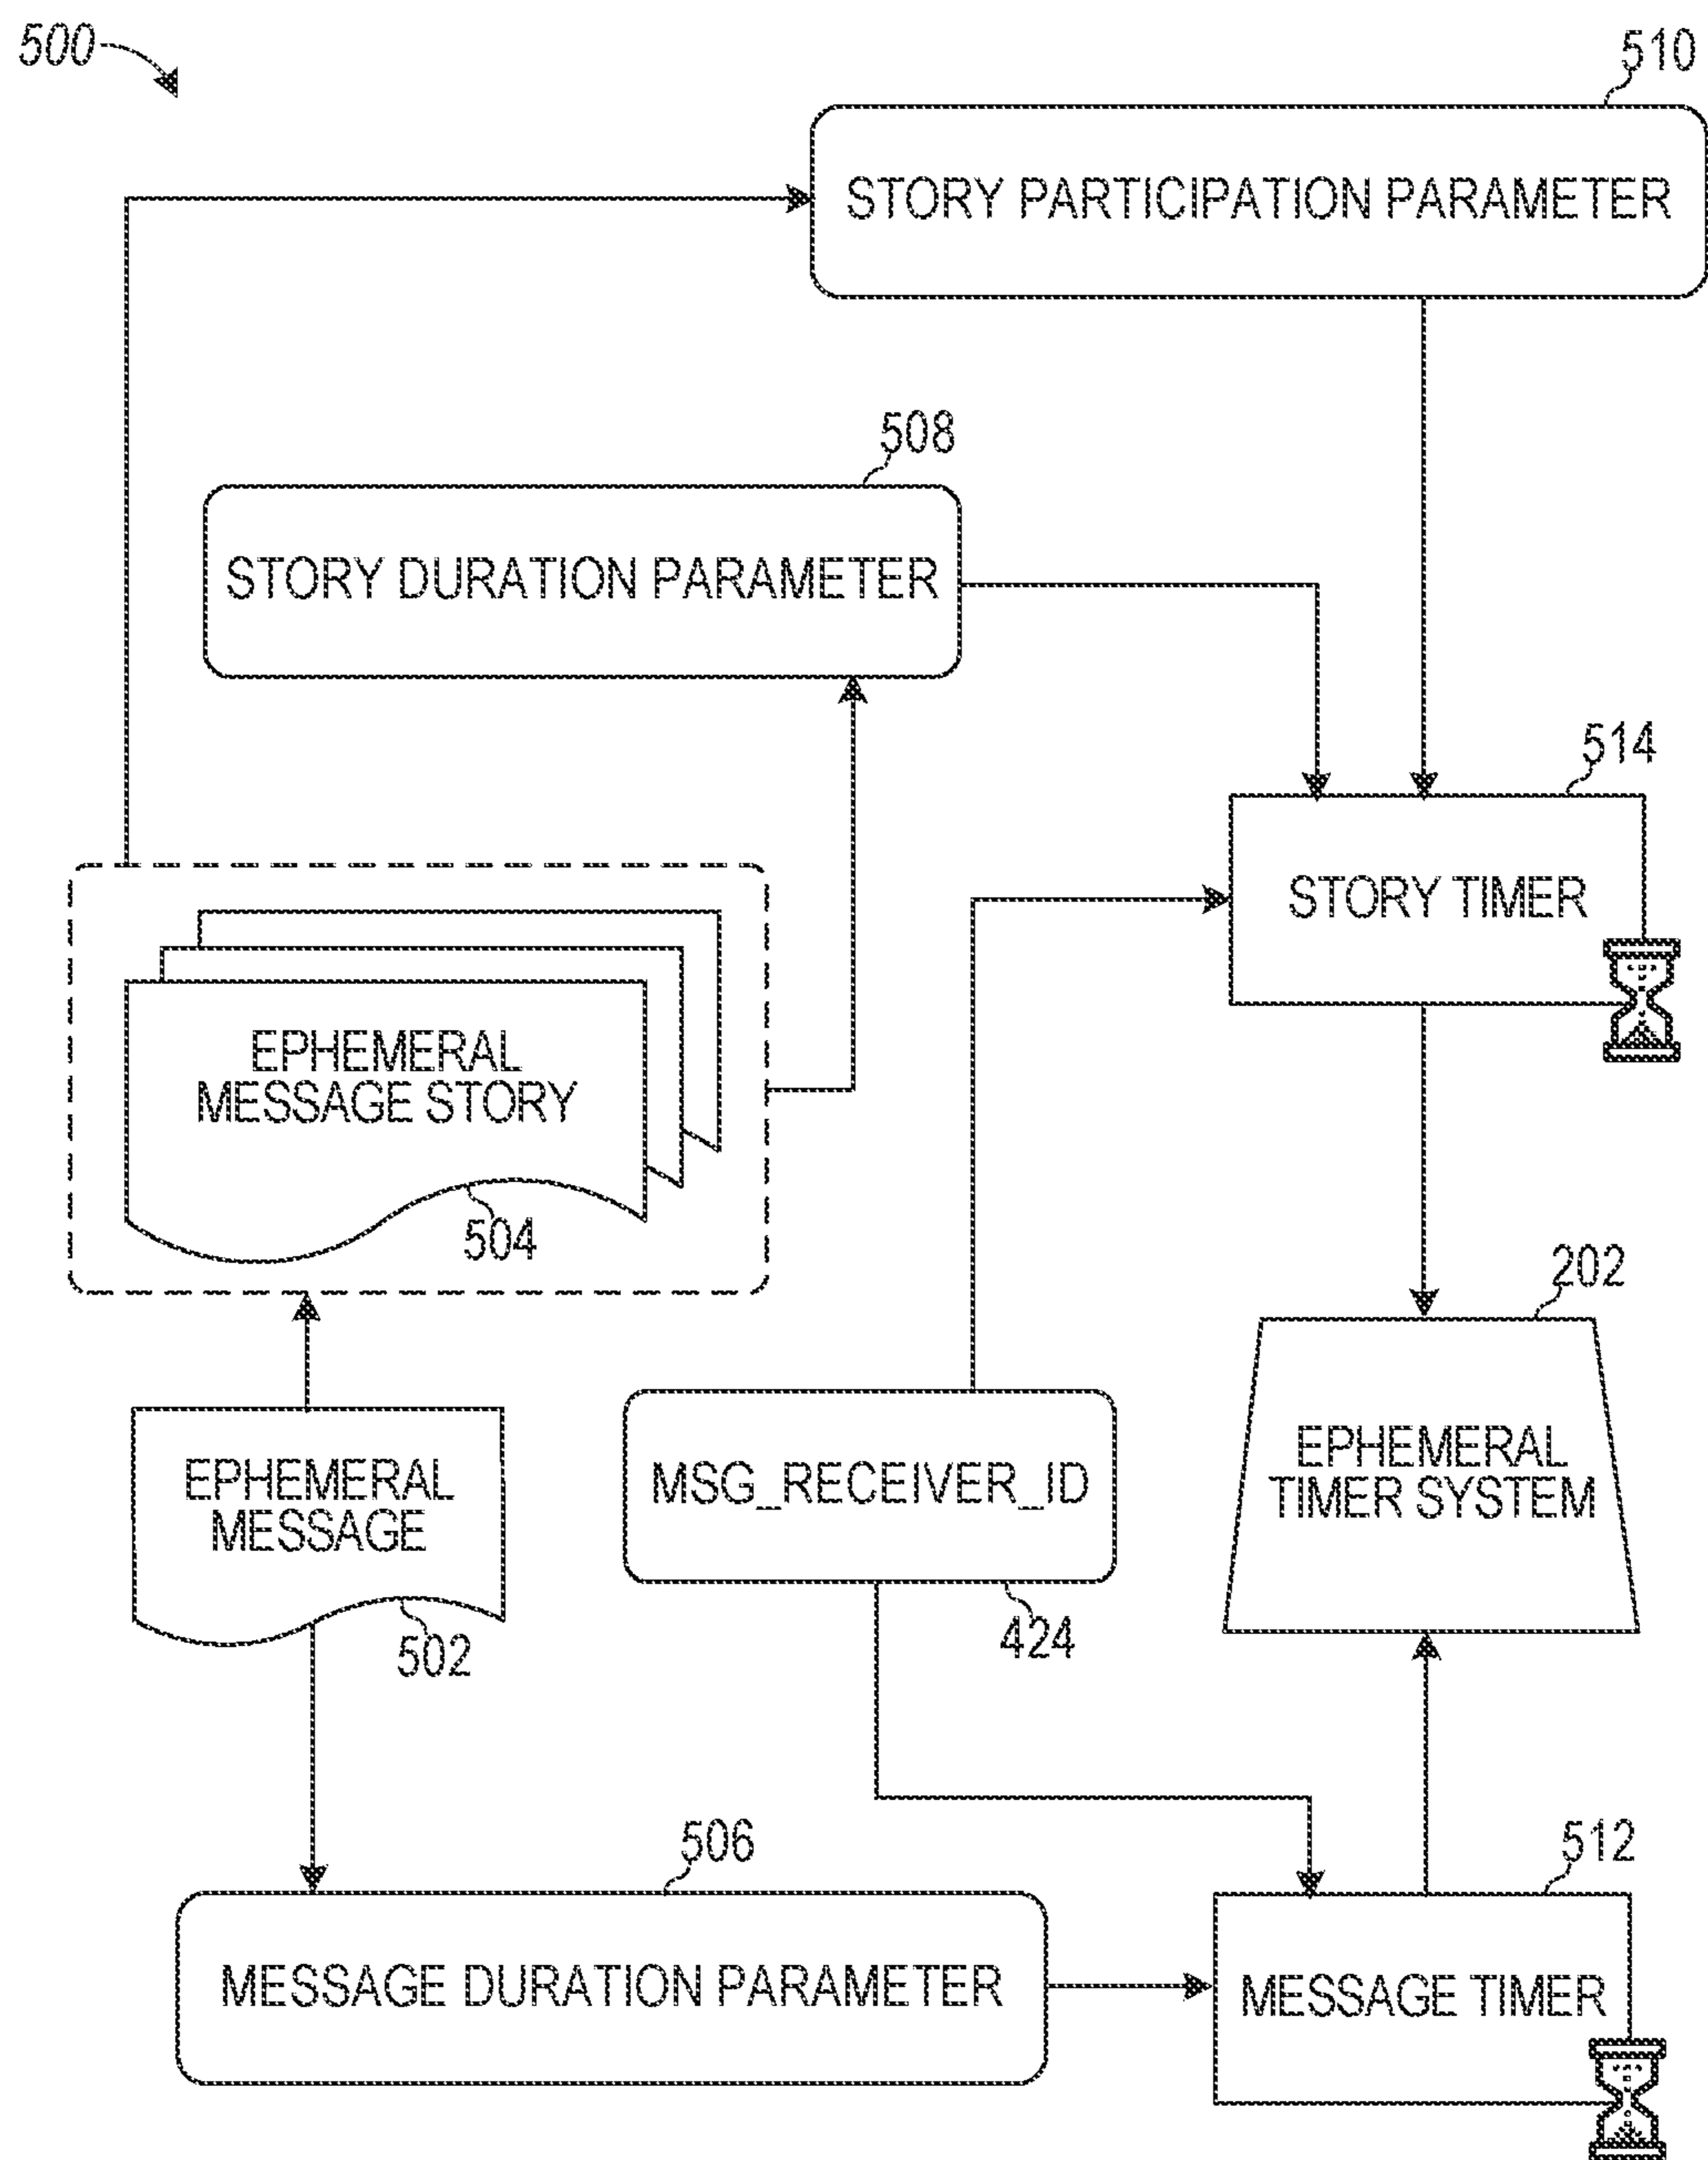 500
510
STORY PARTICIPATION PARAMETER
508
STORY DURATION PARAMETER
514
STORY TIMER
EPHEMERAL
MESSAGE STORY
504
202
EPHEMERAL
TIMER SYSTEM
EPHEMERAL
MESSAGE
502
MSG_RECEIVER_ID
424
506
MESSAGE DURATION PARAMETER
512
MESSAGE TIMER